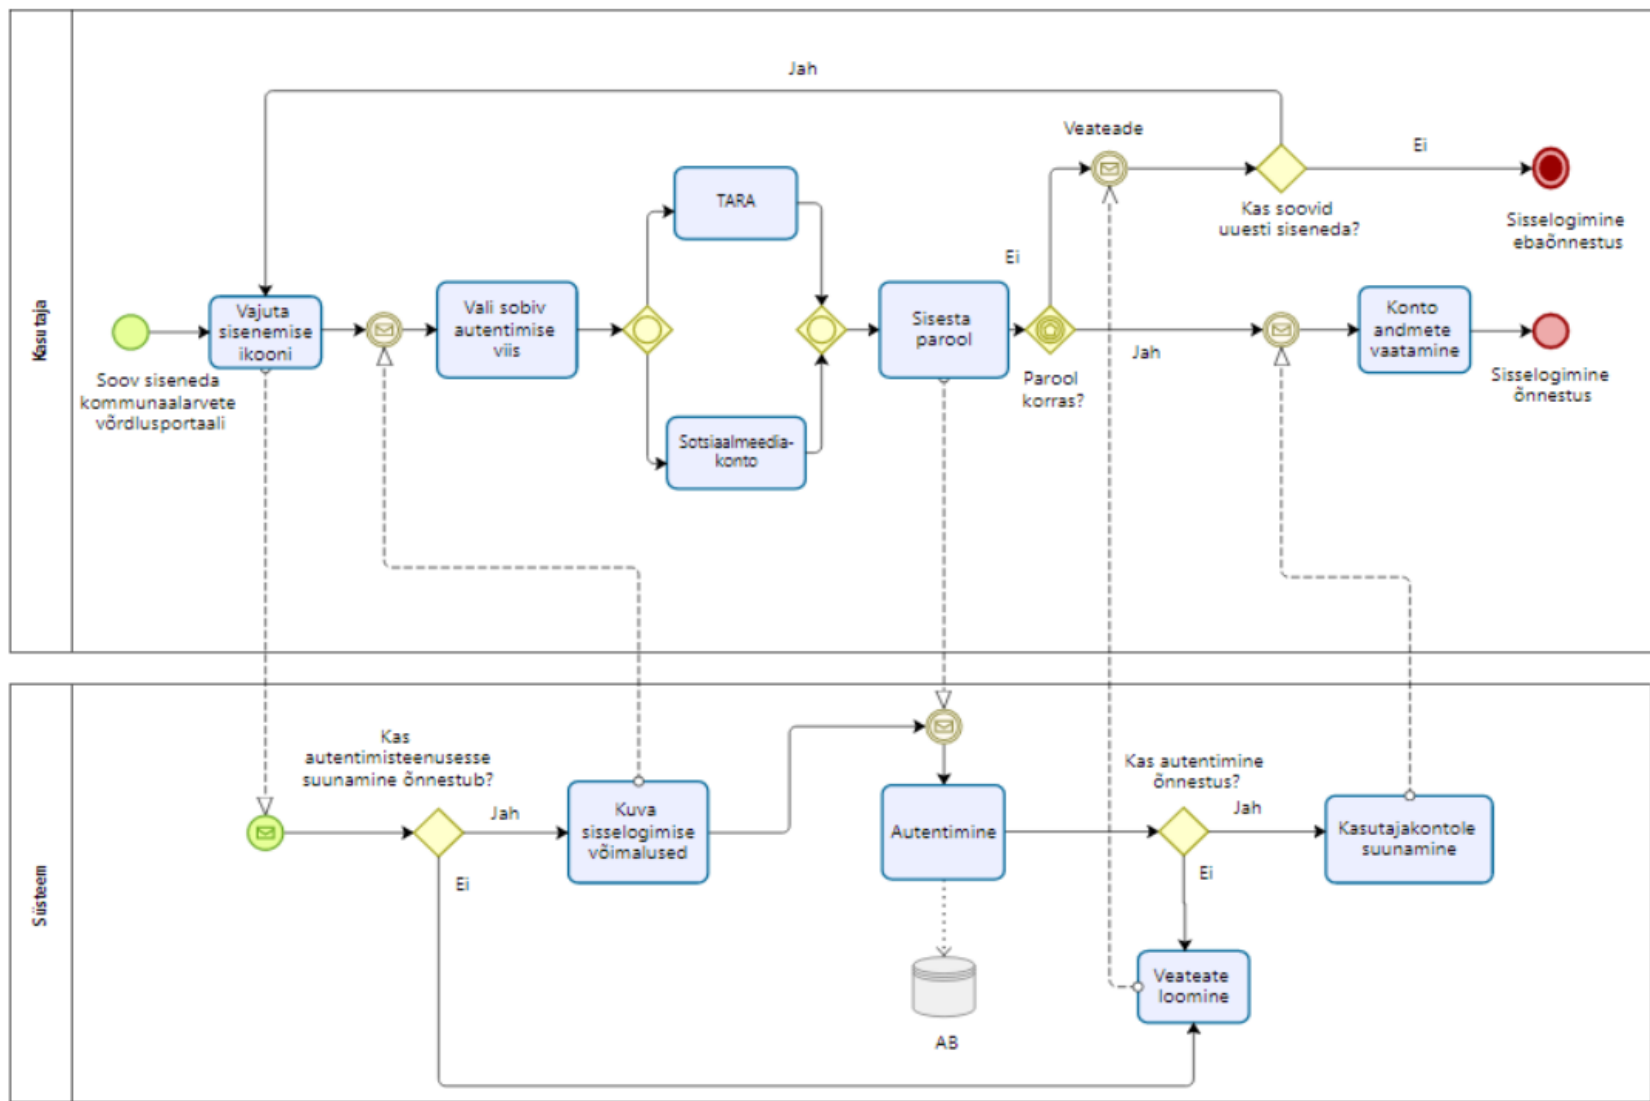 Kasutaja
Jah
Veateade
Ei
TARA
Kas soovid
uuesti siseneda?
Sisselogimine
ebaõnnestus
Ei
Vajuta
sisenemise
ikooni
Vali sobiv
autentimise
viis
Sisesta
parool
Konto
andmete
vaatamine
Jah
Soov siseneda
kommunaalarvete
võrdlusportaali
Parool
korras?
Sisselogimine
õnnestus
Sotsiaalmeedia-
konto
Süsteem
Kas
autentimisteenusesse
suunamine õnnestub?
Kas autentimine
õnnestus?
Jah
Kuva
sisselogimise
võimalused
Autentimine
Jah
Kasutajakontole
suunamine
Ei
Ei
Veateate
loomine
AB